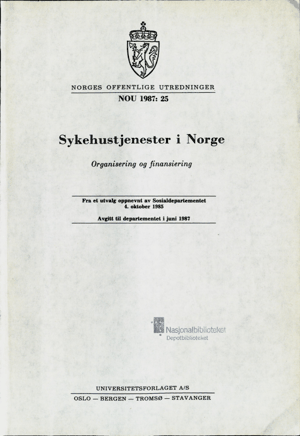 NORGES OFFENTLIGE UTREDNINGER
NOU 1987: 25
Sykehustjenester i Norge
Organisering og finansiering
Fra et utvalg oppnevnt av Sosialdepartementet
4. oktober 1985
Avgitt til departementet i juni 1987
Nasjonalbiblioteket
Depotbiblioteket
UNIVERSITETSFORLAGET A/S
OSLO — BERGEN — TROMSØ — STAVANGER